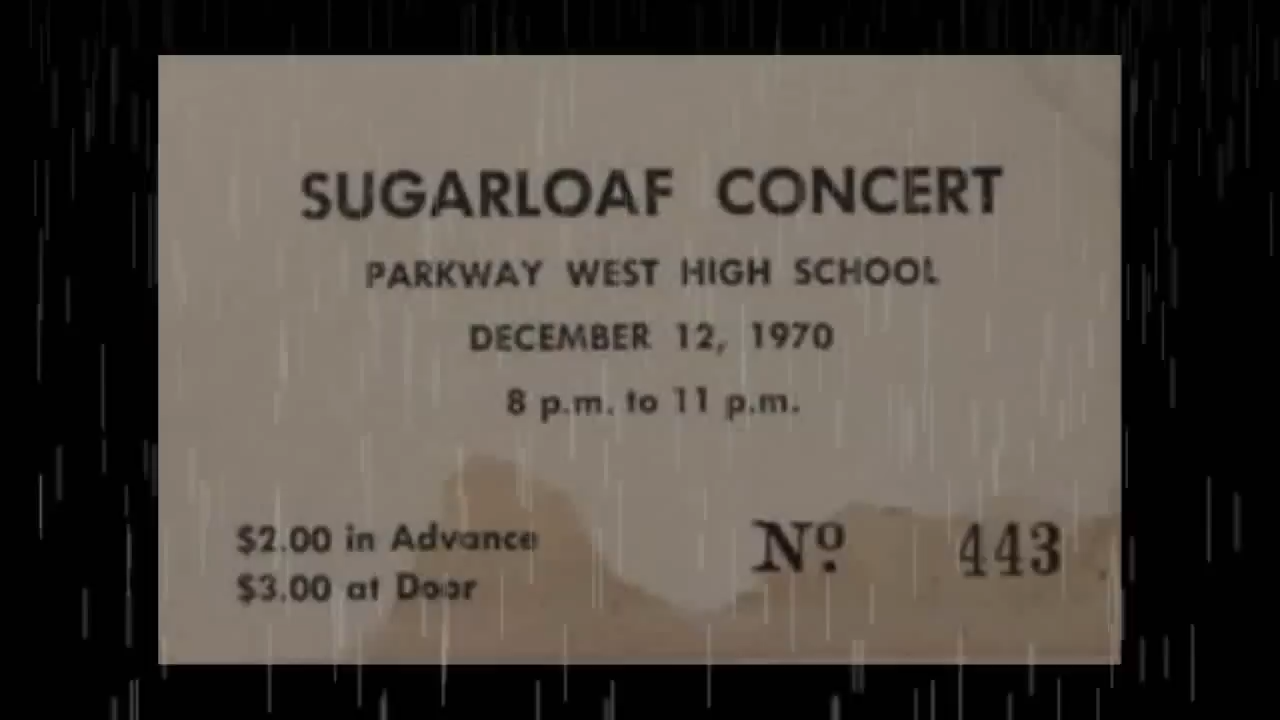 SUGARLOAF CONCERT
PARKWAY WEST HIGH SCHOOL
DECEMBER 12, 1970
8 p.m. to 11 p.m.
$2.00 in Advance
$3.00 at Door
Nº 443